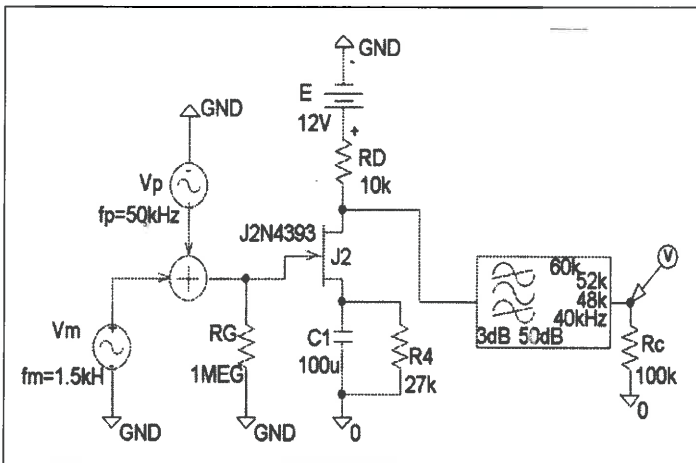 GND
E
12V
-
+
GND
RD
10k
Vp
fp=50kHz
J2N4393
J2
60k
52k
48k
40kHz
3dB 50dB
V
Vm
fm=1.5kH
RG
1MEG
C1
100u
R4
27k
Rc
100k
GND
GND
0
0